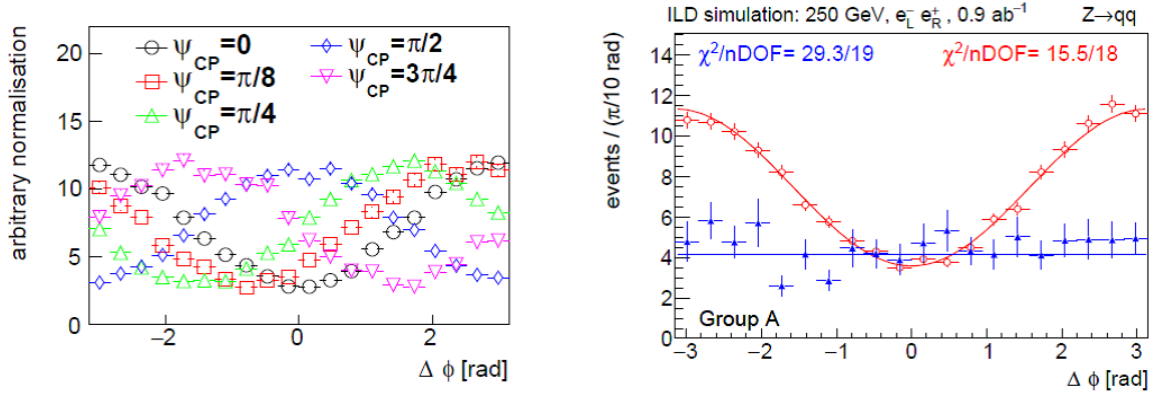 arbitrary normalisation
20
15
10
5
0
ψCP=0
ψCP=π/8
ψCP=π/4
ψCP=π/2
ψCP=3π/4
−2
0
2
Δ ϕ [rad]
ILD simulation: 250 GeV, e⁻L e⁺R, 0.9 ab⁻¹ Z→qq
events / (π/10 rad)
14
12
10
8
6
4
2
0
χ²/nDOF= 29.3/19 χ²/nDOF= 15.5/18
Group A
−3 −2 −1 0 1 2 3
Δ ϕ [rad]